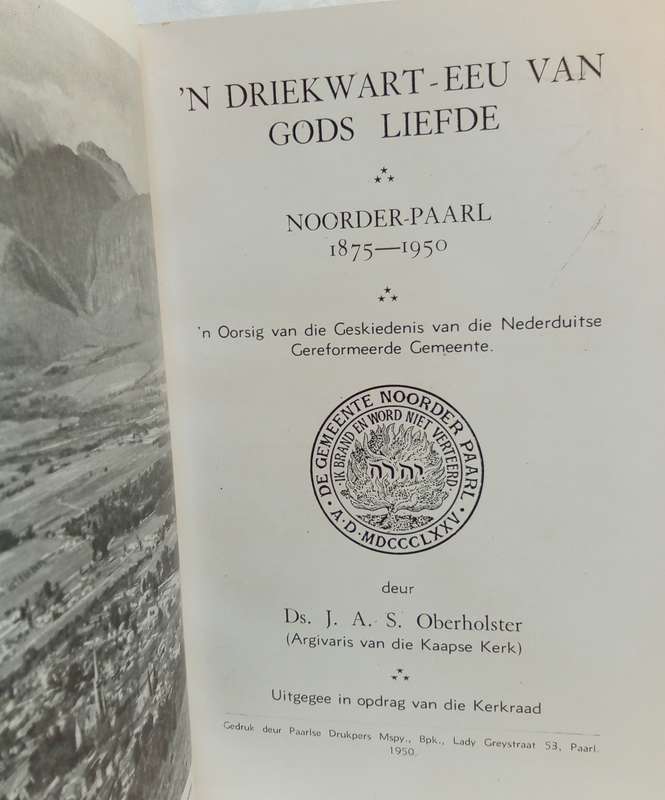 'N DRIEKWART-EEU VAN
GODS LIEFDE
NOORDER-PAARL
1875—1950
'n Oorsig van die Geskiedenis van die Nederduitse
Gereformeerde Gemeente.
DE GEMEENTE NOORDER PAARL
· IK BRAND EN WORD NIET VERTEERD ·
יהוה
· A · D · MDCCCLXXV ·
deur
Ds. J. A. S. Oberholster
(Argivaris van die Kaapse Kerk)
Uitgegee in opdrag van die Kerkraad
Gedruk deur Paarlse Drukpers Mspy., Bpk., Lady Greystraat 53, Paarl.
1950.